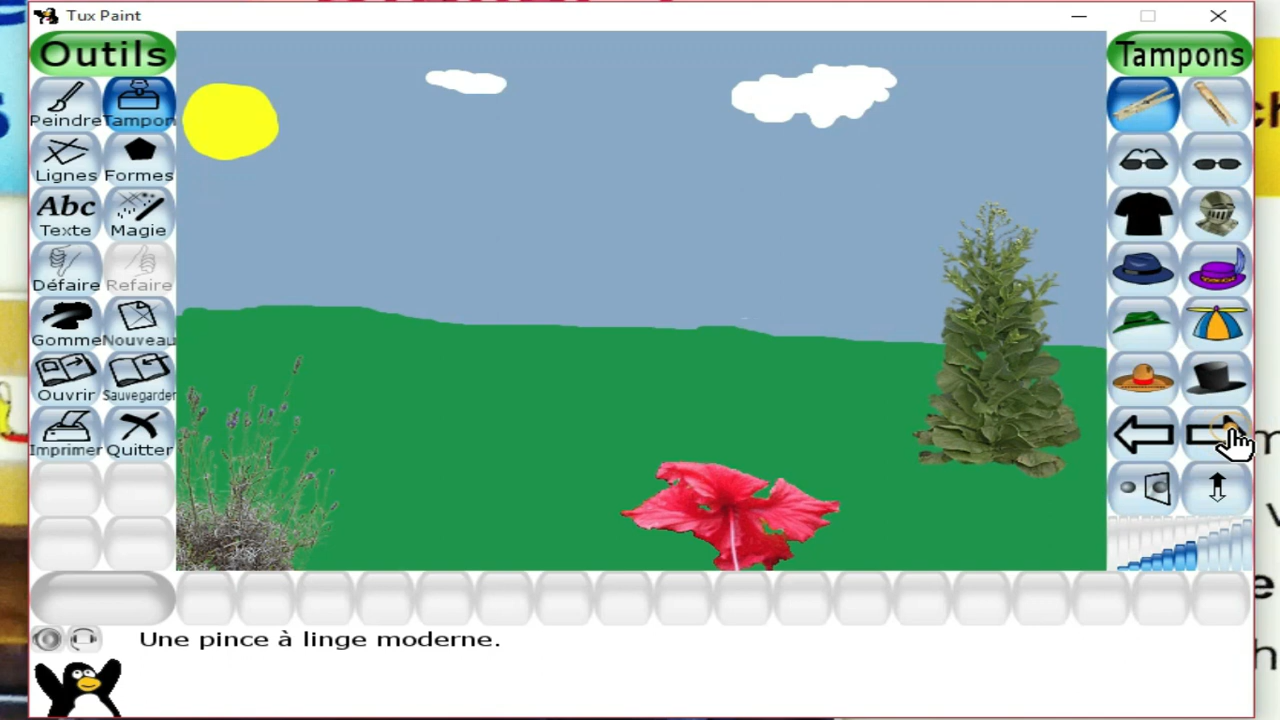 Tux Paint
Outils
Tampons
Peindre
Tampon
Lignes
Formes
Abc
Texte
Magie
Défaire
Refaire
Gomme
Nouveau
Ouvrir
Sauvegarder
Imprimer
Quitter
Une pince à linge moderne.